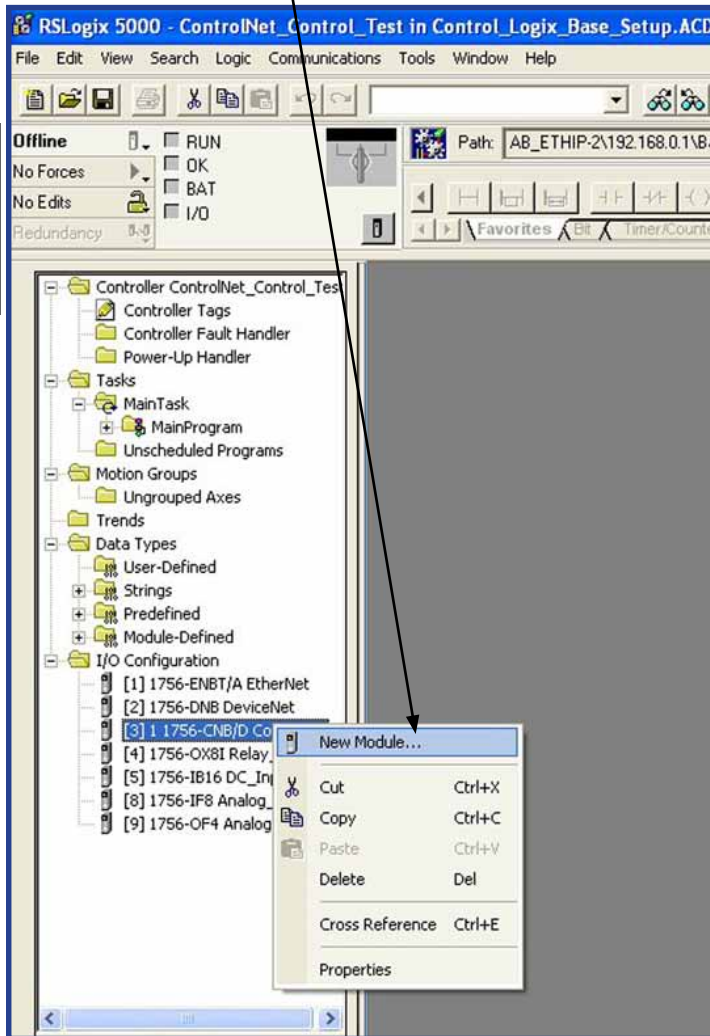 RSLogix 5000 - ControlNet_Control_Test in Control_Logix_Base_Setup.ACD
File Edit View Search Logic Communications Tools Window Help
Offline
RUN
No Forces
OK
BAT
No Edits
I/O
Redundancy
Path: AB_ETHIP-2\192.168.0.1\Ba
Favorites Bit Timer/Counte
Controller ControlNet_Control_Test
Controller Tags
Controller Fault Handler
Power-Up Handler
Tasks
MainTask
MainProgram
Unscheduled Programs
Motion Groups
Ungrouped Axes
Trends
Data Types
User-Defined
Strings
Predefined
Module-Defined
I/O Configuration
[1] 1756-ENBT/A EtherNet
[2] 1756-DNB DeviceNet
[3] 1 1756-CNB/D Co
[4] 1756-OX8I Relay_
[5] 1756-IB16 DC_Inp
[8] 1756-IF8 Analog_
[9] 1756-OF4 Analog
New Module...
Cut Ctrl+X
Copy Ctrl+C
Paste Ctrl+V
Delete Del
Cross Reference Ctrl+E
Properties